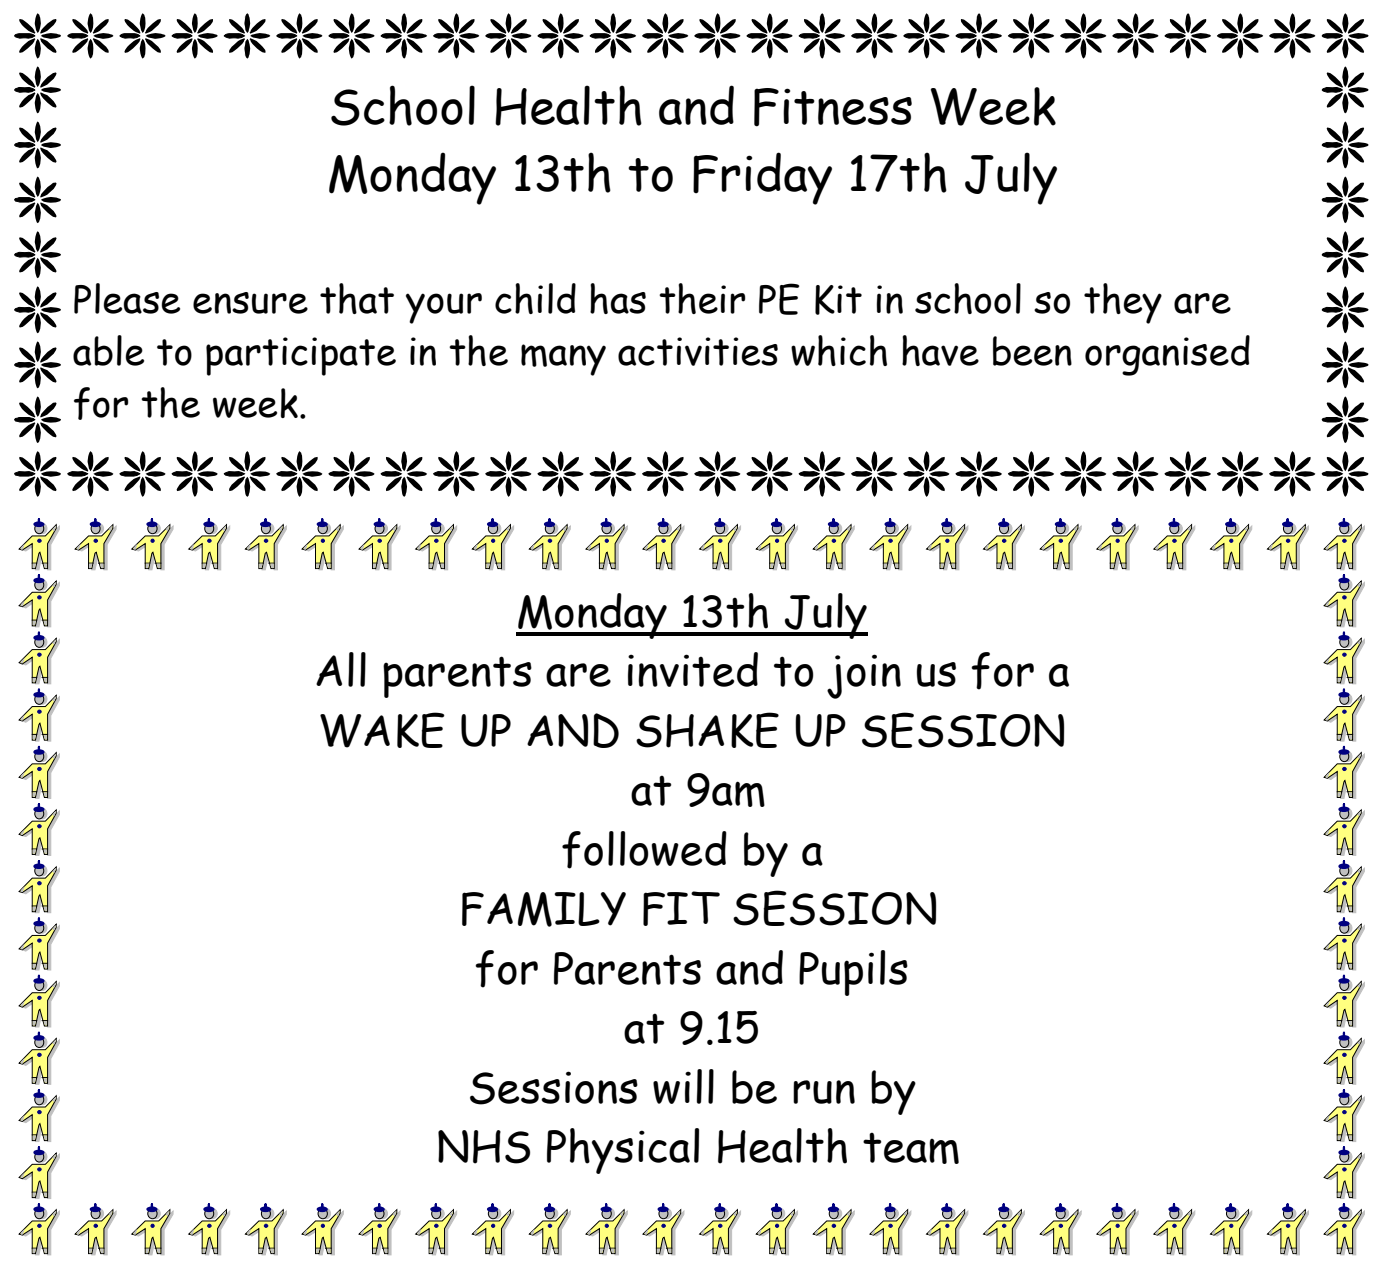 School Health and Fitness Week
Monday 13th to Friday 17th July
Please ensure that your child has their PE Kit in school so they are
able to participate in the many activities which have been organised
for the week.
Monday 13th July
All parents are invited to join us for a
WAKE UP AND SHAKE UP SESSION
at 9am
followed by a
FAMILY FIT SESSION
for Parents and Pupils
at 9.15
Sessions will be run by
NHS Physical Health team